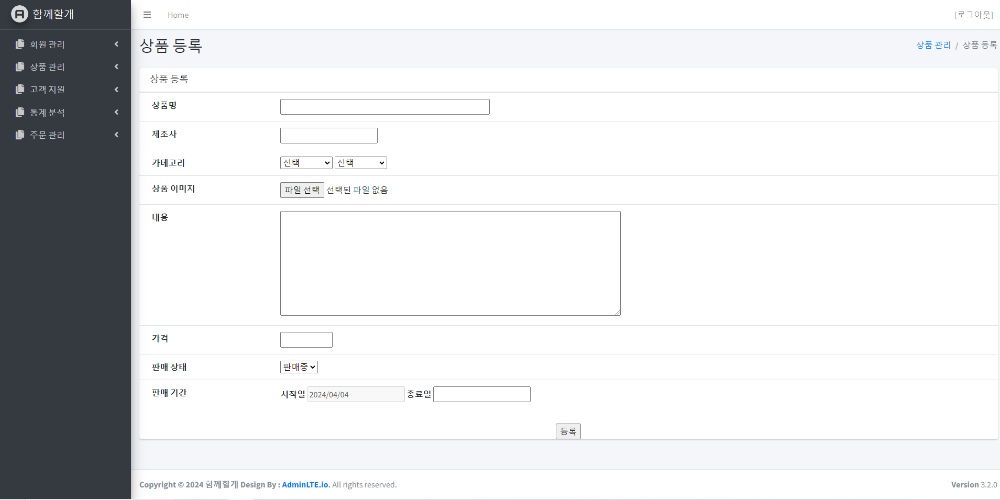 함께할개
Home
[로그아웃]
회원 관리
상품 관리
고객 지원
통계 분석
주문 관리
상품 등록
상품 관리 / 상품 등록
상품 등록
상품명
제조사
카테고리 선택 선택
상품 이미지 파일 선택 선택된 파일 없음
내용
가격
판매 상태 판매중
판매 기간 시작일 2024/04/04 종료일
등록
Copyright © 2024 함께할개 Design By : AdminLTE.io. All rights reserved.
Version 3.2.0